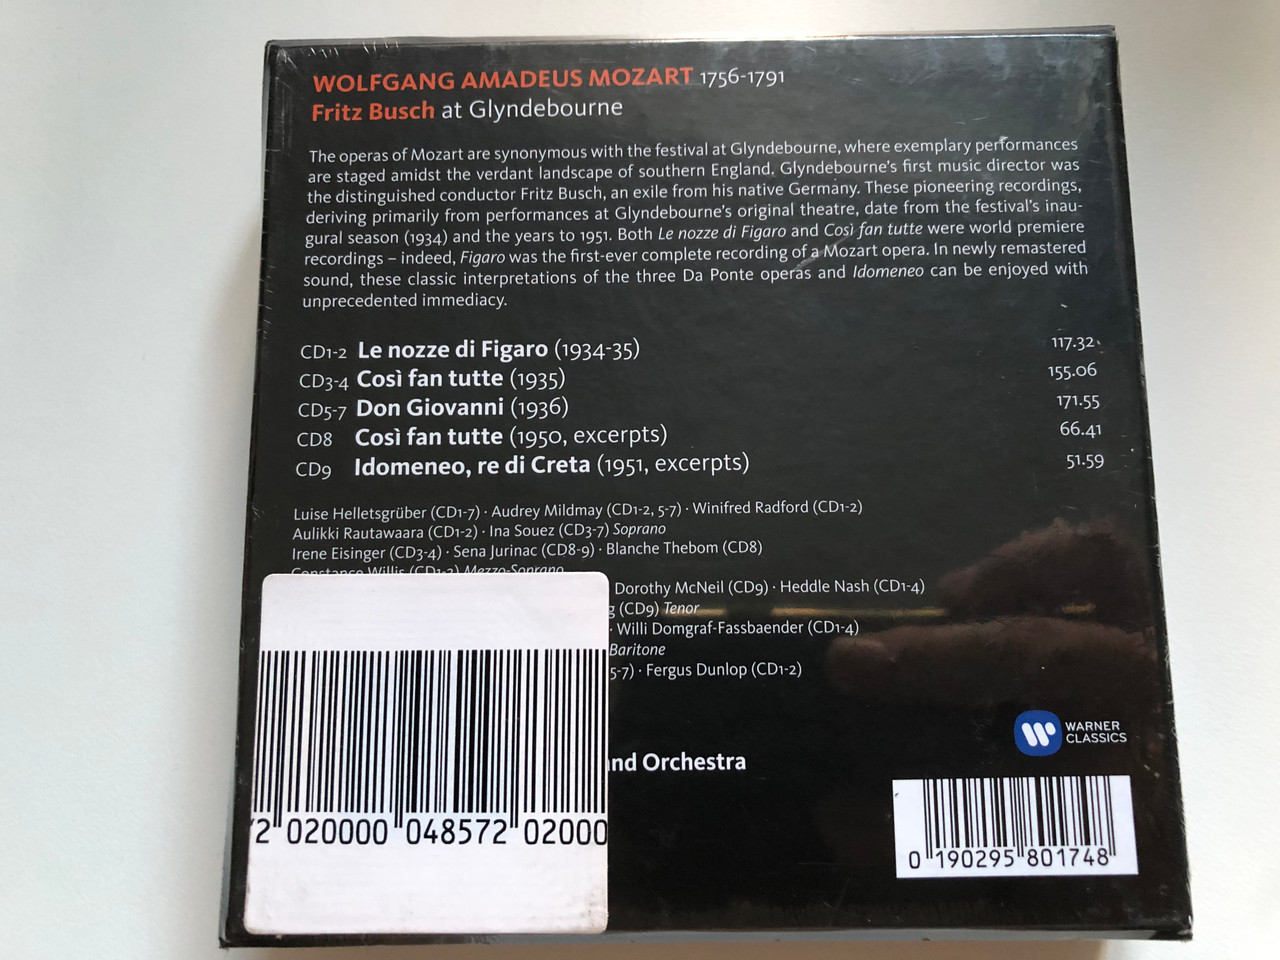 WOLFGANG AMADEUS MOZART 1756-1791
Fritz Busch at Glyndebourne
The operas of Mozart are synonymous with the festival at Glyndebourne, where exemplary performances
are staged amidst the verdant landscape of southern England. Glyndebourne's first music director was
the distinguished conductor Fritz Busch, an exile from his native Germany. These pioneering recordings,
deriving primarily from performances at Glyndebourne's original theatre, date from the festival's inau-
gural season (1934) and the years to 1951. Both Le nozze di Figaro and Così fan tutte were world premiere
recordings – indeed, Figaro was the first-ever complete recording of a Mozart opera. In newly remastered
sound, these classic interpretations of the three Da Ponte operas and Idomeneo can be enjoyed with
unprecedented immediacy.
CD1-2 Le nozze di Figaro (1934-35) 117.32
CD3-4 Così fan tutte (1935) 155.06
CD5-7 Don Giovanni (1936) 171.55
CD8 Così fan tutte (1950, excerpts) 66.41
CD9 Idomeneo, re di Creta (1951, excerpts) 51.59
Luise Helletsgrüber (CD1-7) · Audrey Mildmay (CD1-2, 5-7) · Winifred Radford (CD1-2)
Aulikki Rautawaara (CD1-2) · Ina Souez (CD3-7) Soprano
Irene Eisinger (CD3-4) · Sena Jurinac (CD8-9) · Blanche Thebom (CD8)
Constance Willis (CD1-2) Mezzo-Soprano
Dorothy McNeil (CD9) · Heddle Nash (CD1-4)
(CD9) Tenor
· Willi Domgraf-Fassbaender (CD1-4)
Baritone
5-7) · Fergus Dunlop (CD1-2)
and Orchestra
WARNER
CLASSICS
2 020000 048572 02000
0 190295 801748